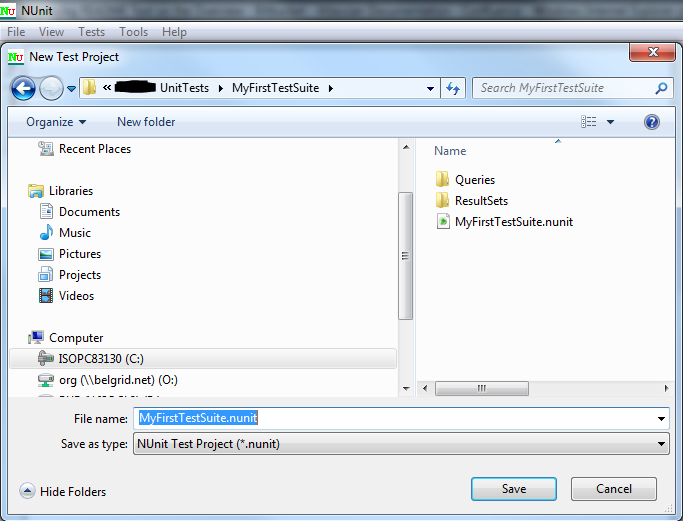 NU NUnit
File View Tests Tools Help
NU New Test Project
« UnitTests MyFirstTestSuite Search MyFirstTestSuite
Organize New folder
Recent Places
Libraries
Documents
Music
Pictures
Projects
Videos
Computer
ISOPC83130 (C:)
org (\\belgrid.net) (O:)
Name
Queries
ResultSets
MyFirstTestSuite.nunit
File name: MyFirstTestSuite.nunit
Save as type: NUnit Test Project (*.nunit)
Hide Folders Save Cancel